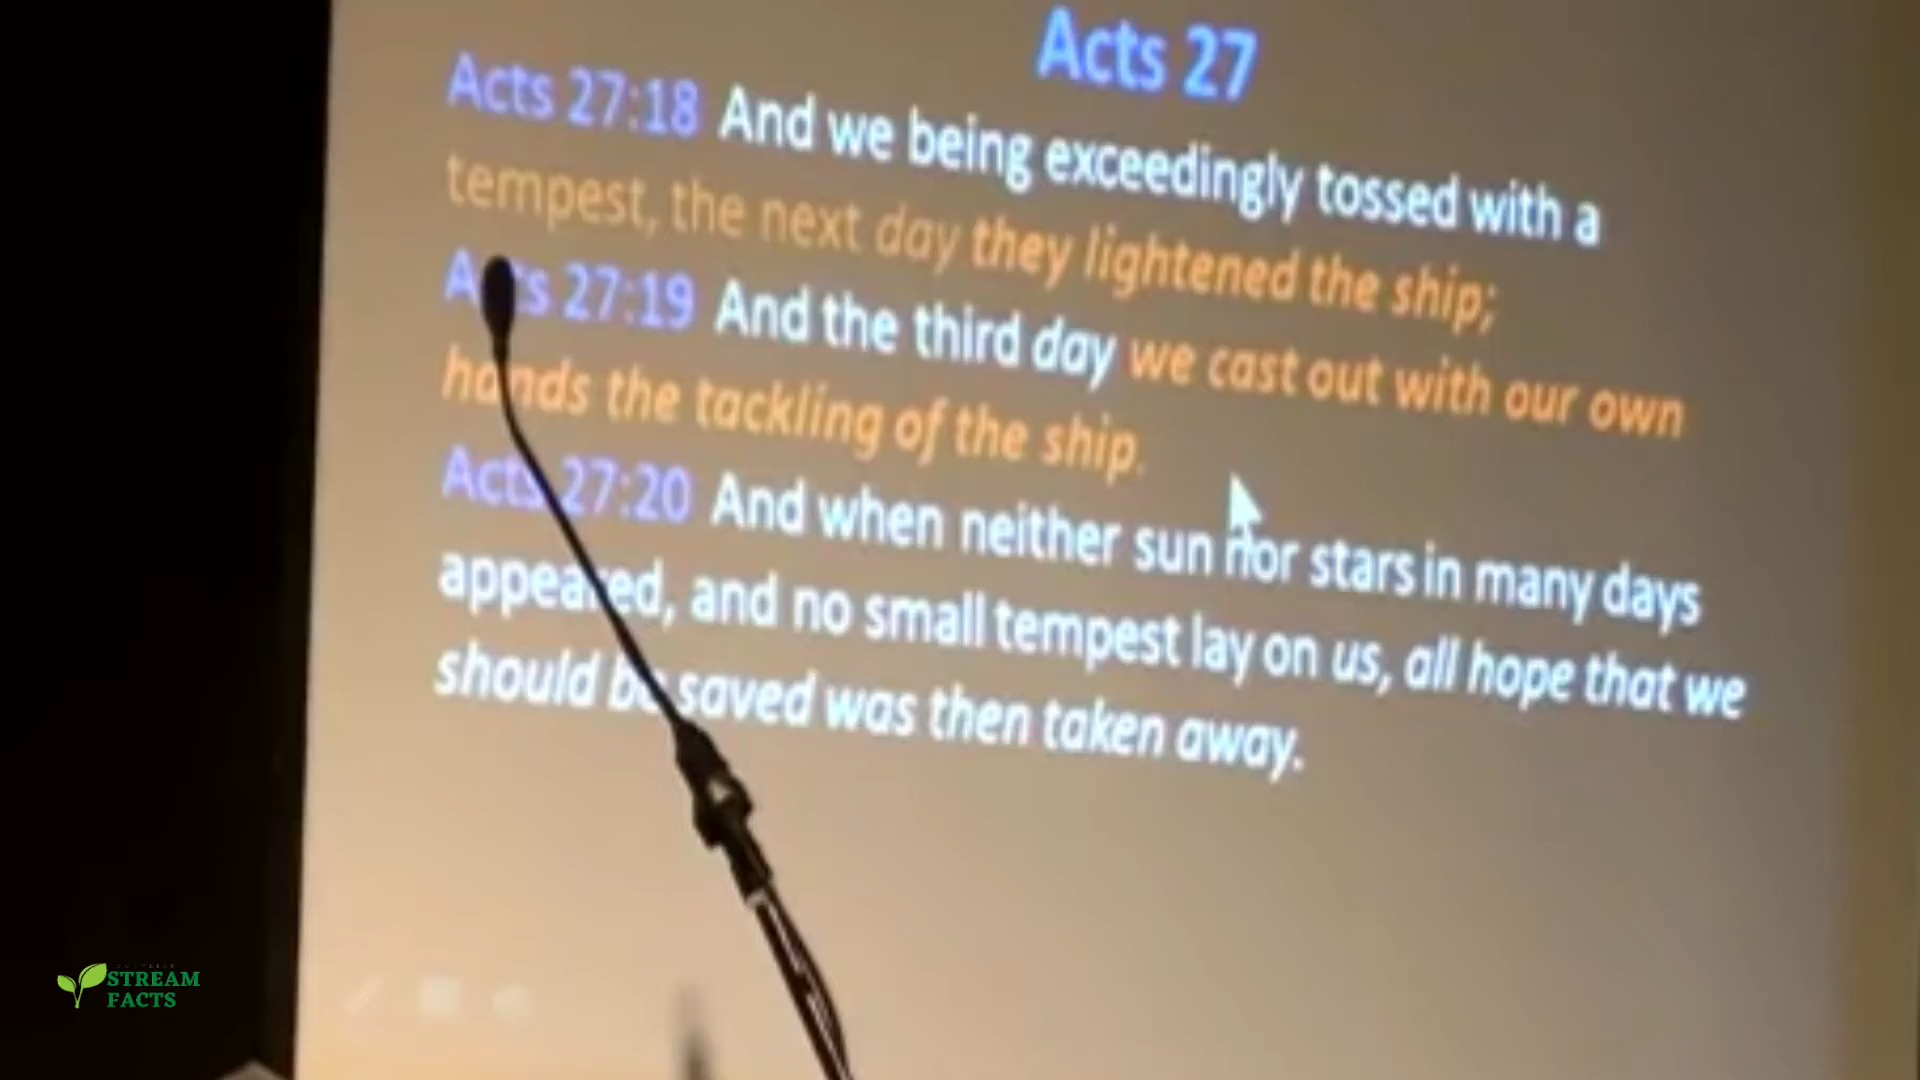 Acts 27
Acts 27:18 And we being exceedingly tossed with a
tempest, the next day they lightened the ship;
Acts 27:19 And the third day we cast out with our own
hands the tackling of the ship.
Acts 27:20 And when neither sun nor stars in many days
appeared, and no small tempest lay on us, all hope that we
should be saved was then taken away.
STREAM
FACTS